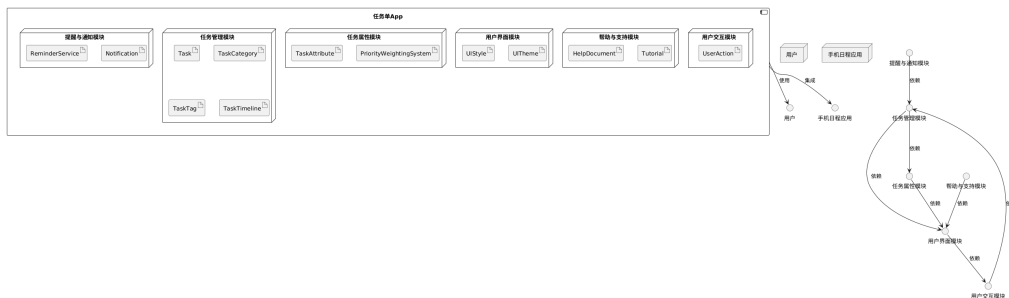 任务单App
提醒与通知模块
ReminderService
Notification
任务管理模块
Task
TaskCategory
TaskTag
TaskTimeline
任务属性模块
TaskAttribute
PriorityWeightingSystem
用户界面模块
UIStyle
UITheme
帮助与支持模块
HelpDocument
Tutorial
用户交互模块
UserAction
用户
手机日程应用
使用
集成
用户
手机日程应用
提醒与通知模块
依赖
任务管理模块
依赖
依赖
任务属性模块
帮助与支持模块
依赖
依赖
用户界面模块
依赖
用户交互模块